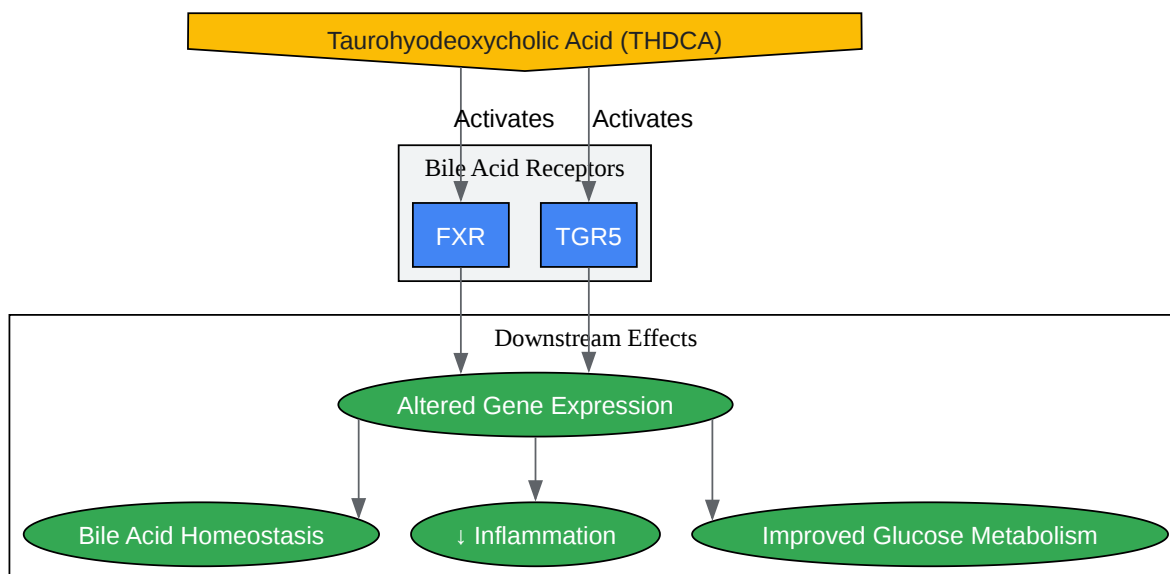 Taurohyodeoxycholic Acid (THDCA)
Activates Activates
Bile Acid Receptors
FXR TGR5
Downstream Effects
Altered Gene Expression
Bile Acid Homeostasis ↓ Inflammation Improved Glucose Metabolism